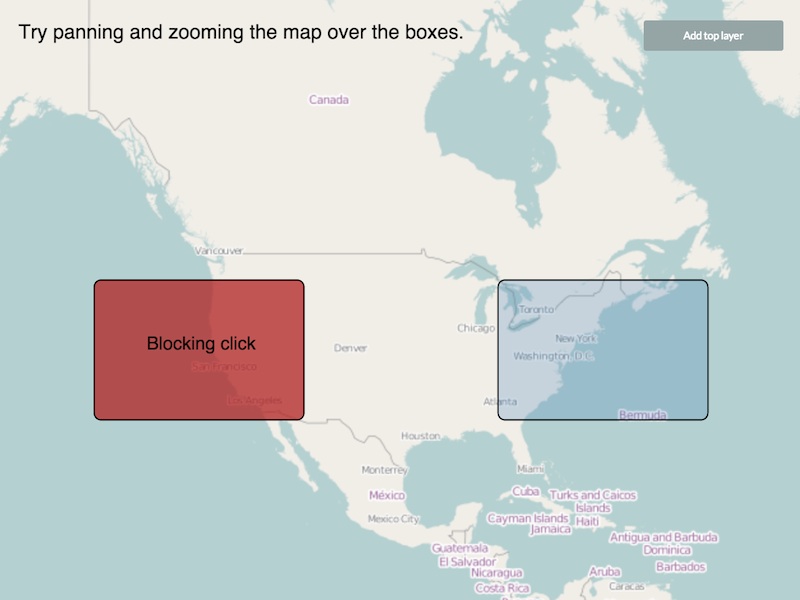 Try panning and zooming the map over the boxes.
Add top layer
Canada
Vancouver
Toronto
Chicago
New York
Blocking click
Denver
Washington, D.C.
San Francisco
Los Angeles
Atlanta
Bermuda
Houston
Monterrey
Miami
México
Cuba
Turks and Caicos
Islands
Mexico City
Cayman Islands
Haiti
Jamaica
Antigua and Barbuda
Guatemala
Dominica
El Salvador
Barbados
Nicaragua
Aruba
Costa Rica
Caracas